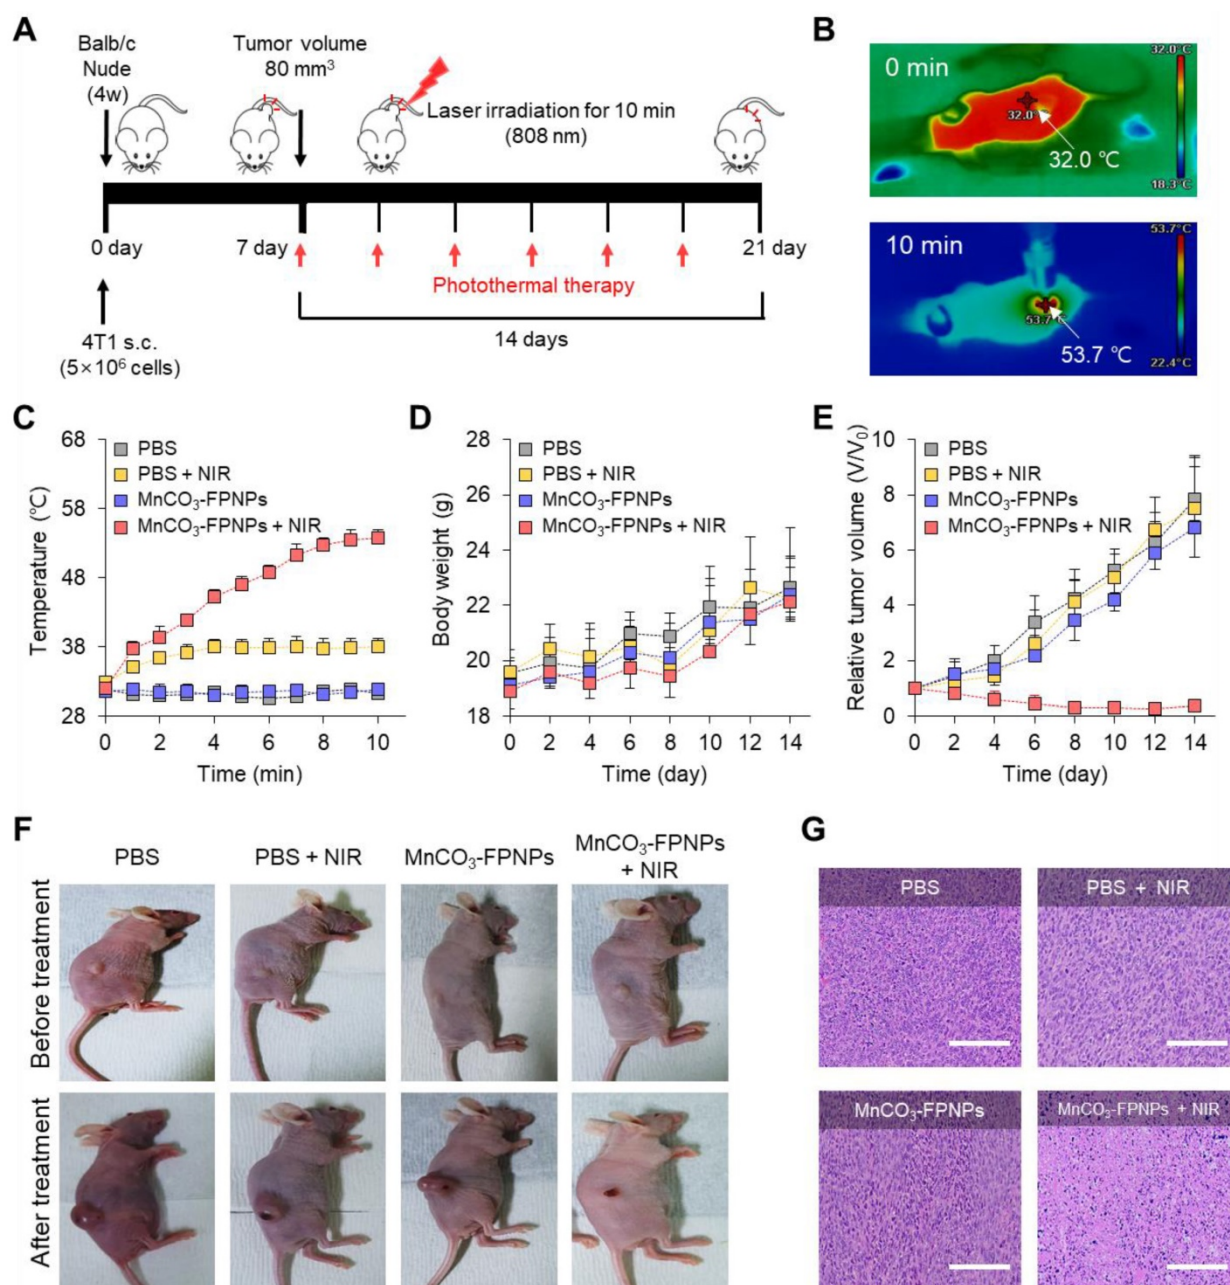 A
Balb/c
Nude
(4w)
Tumor volume
80 mm³
Laser irradiation for 10 min
(808 nm)
0 day
7 day
21 day
Photothermal therapy
14 days
4T1 s.c.
(5×10⁶ cells)
B
0 min
32.0°C
32.0
32.0 °C
18.3°C
10 min
53.7°C
53.7
53.7 °C
22.4°C
C
PBS
PBS + NIR
MnCO₃-FPNPs
MnCO₃-FPNPs + NIR
Temperature (°C)
68
58
48
38
28
0 2 4 6 8 10
Time (min)
D
PBS
PBS + NIR
MnCO₃-FPNPs
MnCO₃-FPNPs + NIR
Body weight (g)
28
26
24
22
20
18
0 2 4 6 8 10 12 14
Time (day)
E
PBS
PBS + NIR
MnCO₃-FPNPs
MnCO₃-FPNPs + NIR
Relative tumor volume (V/V₀)
10
8
6
4
2
0
0 2 4 6 8 10 12 14
Time (day)
F
PBS
PBS + NIR
MnCO₃-FPNPs
MnCO₃-FPNPs
+ NIR
Before treatment
After treatment
G
PBS
PBS + NIR
MnCO₃-FPNPs
MnCO₃-FPNPs + NIR